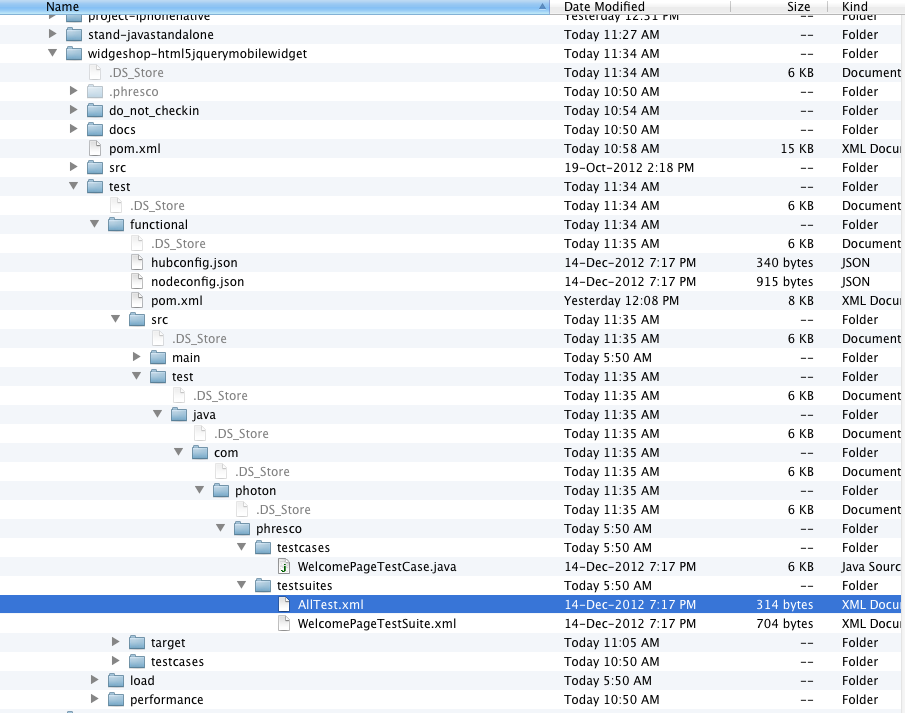 Name Date Modified Size Kind
project-iphonenative Yesterday 12:31 PM -- Folder
stand-javastandalone Today 11:27 AM -- Folder
widgeshop-html5jquerymobilewidget Today 11:34 AM -- Folder
.DS_Store Today 11:34 AM 6 KB Document
.phresco Today 10:50 AM -- Folder
do_not_checkin Today 10:54 AM -- Folder
docs Today 10:50 AM -- Folder
pom.xml Today 10:58 AM 15 KB XML Docu
src 19-Oct-2012 2:18 PM -- Folder
test Today 11:34 AM -- Folder
.DS_Store Today 11:34 AM 6 KB Document
functional Today 11:34 AM -- Folder
.DS_Store Today 11:35 AM 6 KB Document
hubconfig.json 14-Dec-2012 7:17 PM 340 bytes JSON
nodeconfig.json 14-Dec-2012 7:17 PM 915 bytes JSON
pom.xml Yesterday 12:08 PM 8 KB XML Docu
src Today 11:35 AM -- Folder
.DS_Store Today 11:35 AM 6 KB Document
main Today 5:50 AM -- Folder
test Today 11:35 AM -- Folder
.DS_Store Today 11:35 AM 6 KB Document
java Today 11:35 AM -- Folder
.DS_Store Today 11:35 AM 6 KB Document
com Today 11:35 AM -- Folder
.DS_Store Today 11:35 AM 6 KB Document
photon Today 11:35 AM -- Folder
.DS_Store Today 11:35 AM 6 KB Document
phresco Today 5:50 AM -- Folder
testcases Today 5:50 AM -- Folder
WelcomePageTestCase.java 14-Dec-2012 7:17 PM 6 KB Java Sourc
testsuites Today 5:50 AM -- Folder
AllTest.xml 14-Dec-2012 7:17 PM 314 bytes XML Docu
WelcomePageTestSuite.xml 14-Dec-2012 7:17 PM 704 bytes XML Docu
target Today 11:05 AM -- Folder
testcases Today 10:50 AM -- Folder
load Today 5:50 AM -- Folder
performance Today 10:50 AM -- Folder